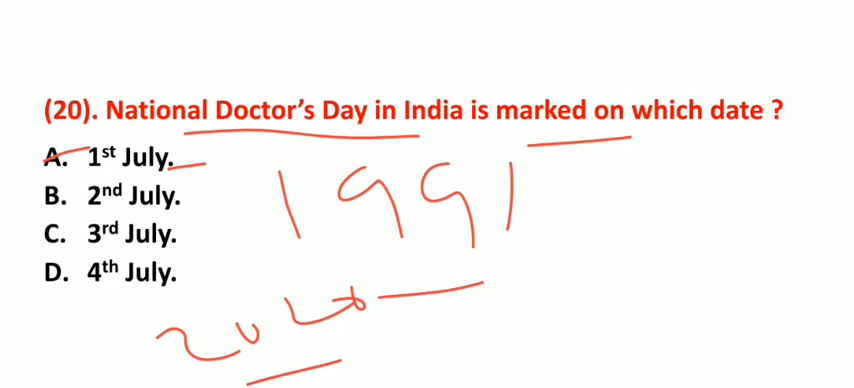 (20). National Doctor's Day in India is marked on which date ?
A. 1st July.
B. 2nd July.
C. 3rd July.
D. 4th July.
1991